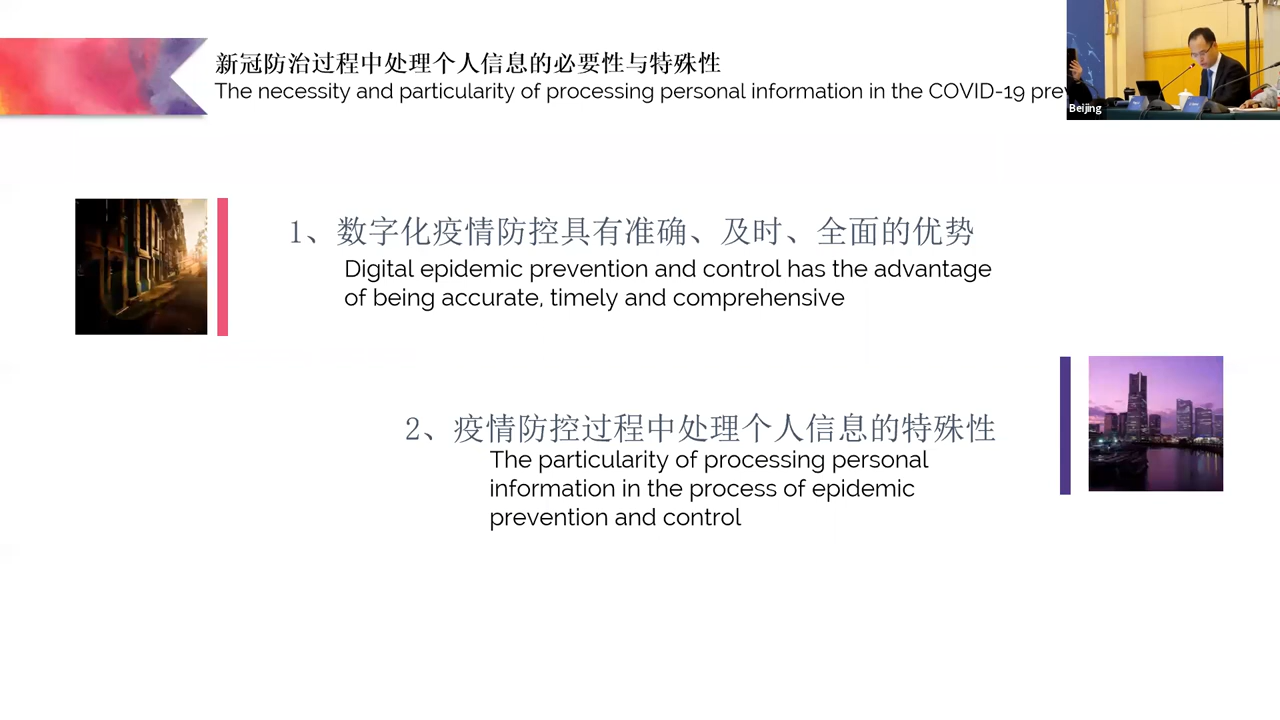 新冠防治过程中处理个人信息的必要性与特殊性
The necessity and particularity of processing personal information in the COVID-19
Beijing
1、数字化疫情防控具有准确、及时、全面的优势
Digital epidemic prevention and control has the advantage
of being accurate, timely and comprehensive
2、疫情防控过程中处理个人信息的特殊性
The particularity of processing personal
information in the process of epidemic
prevention and control